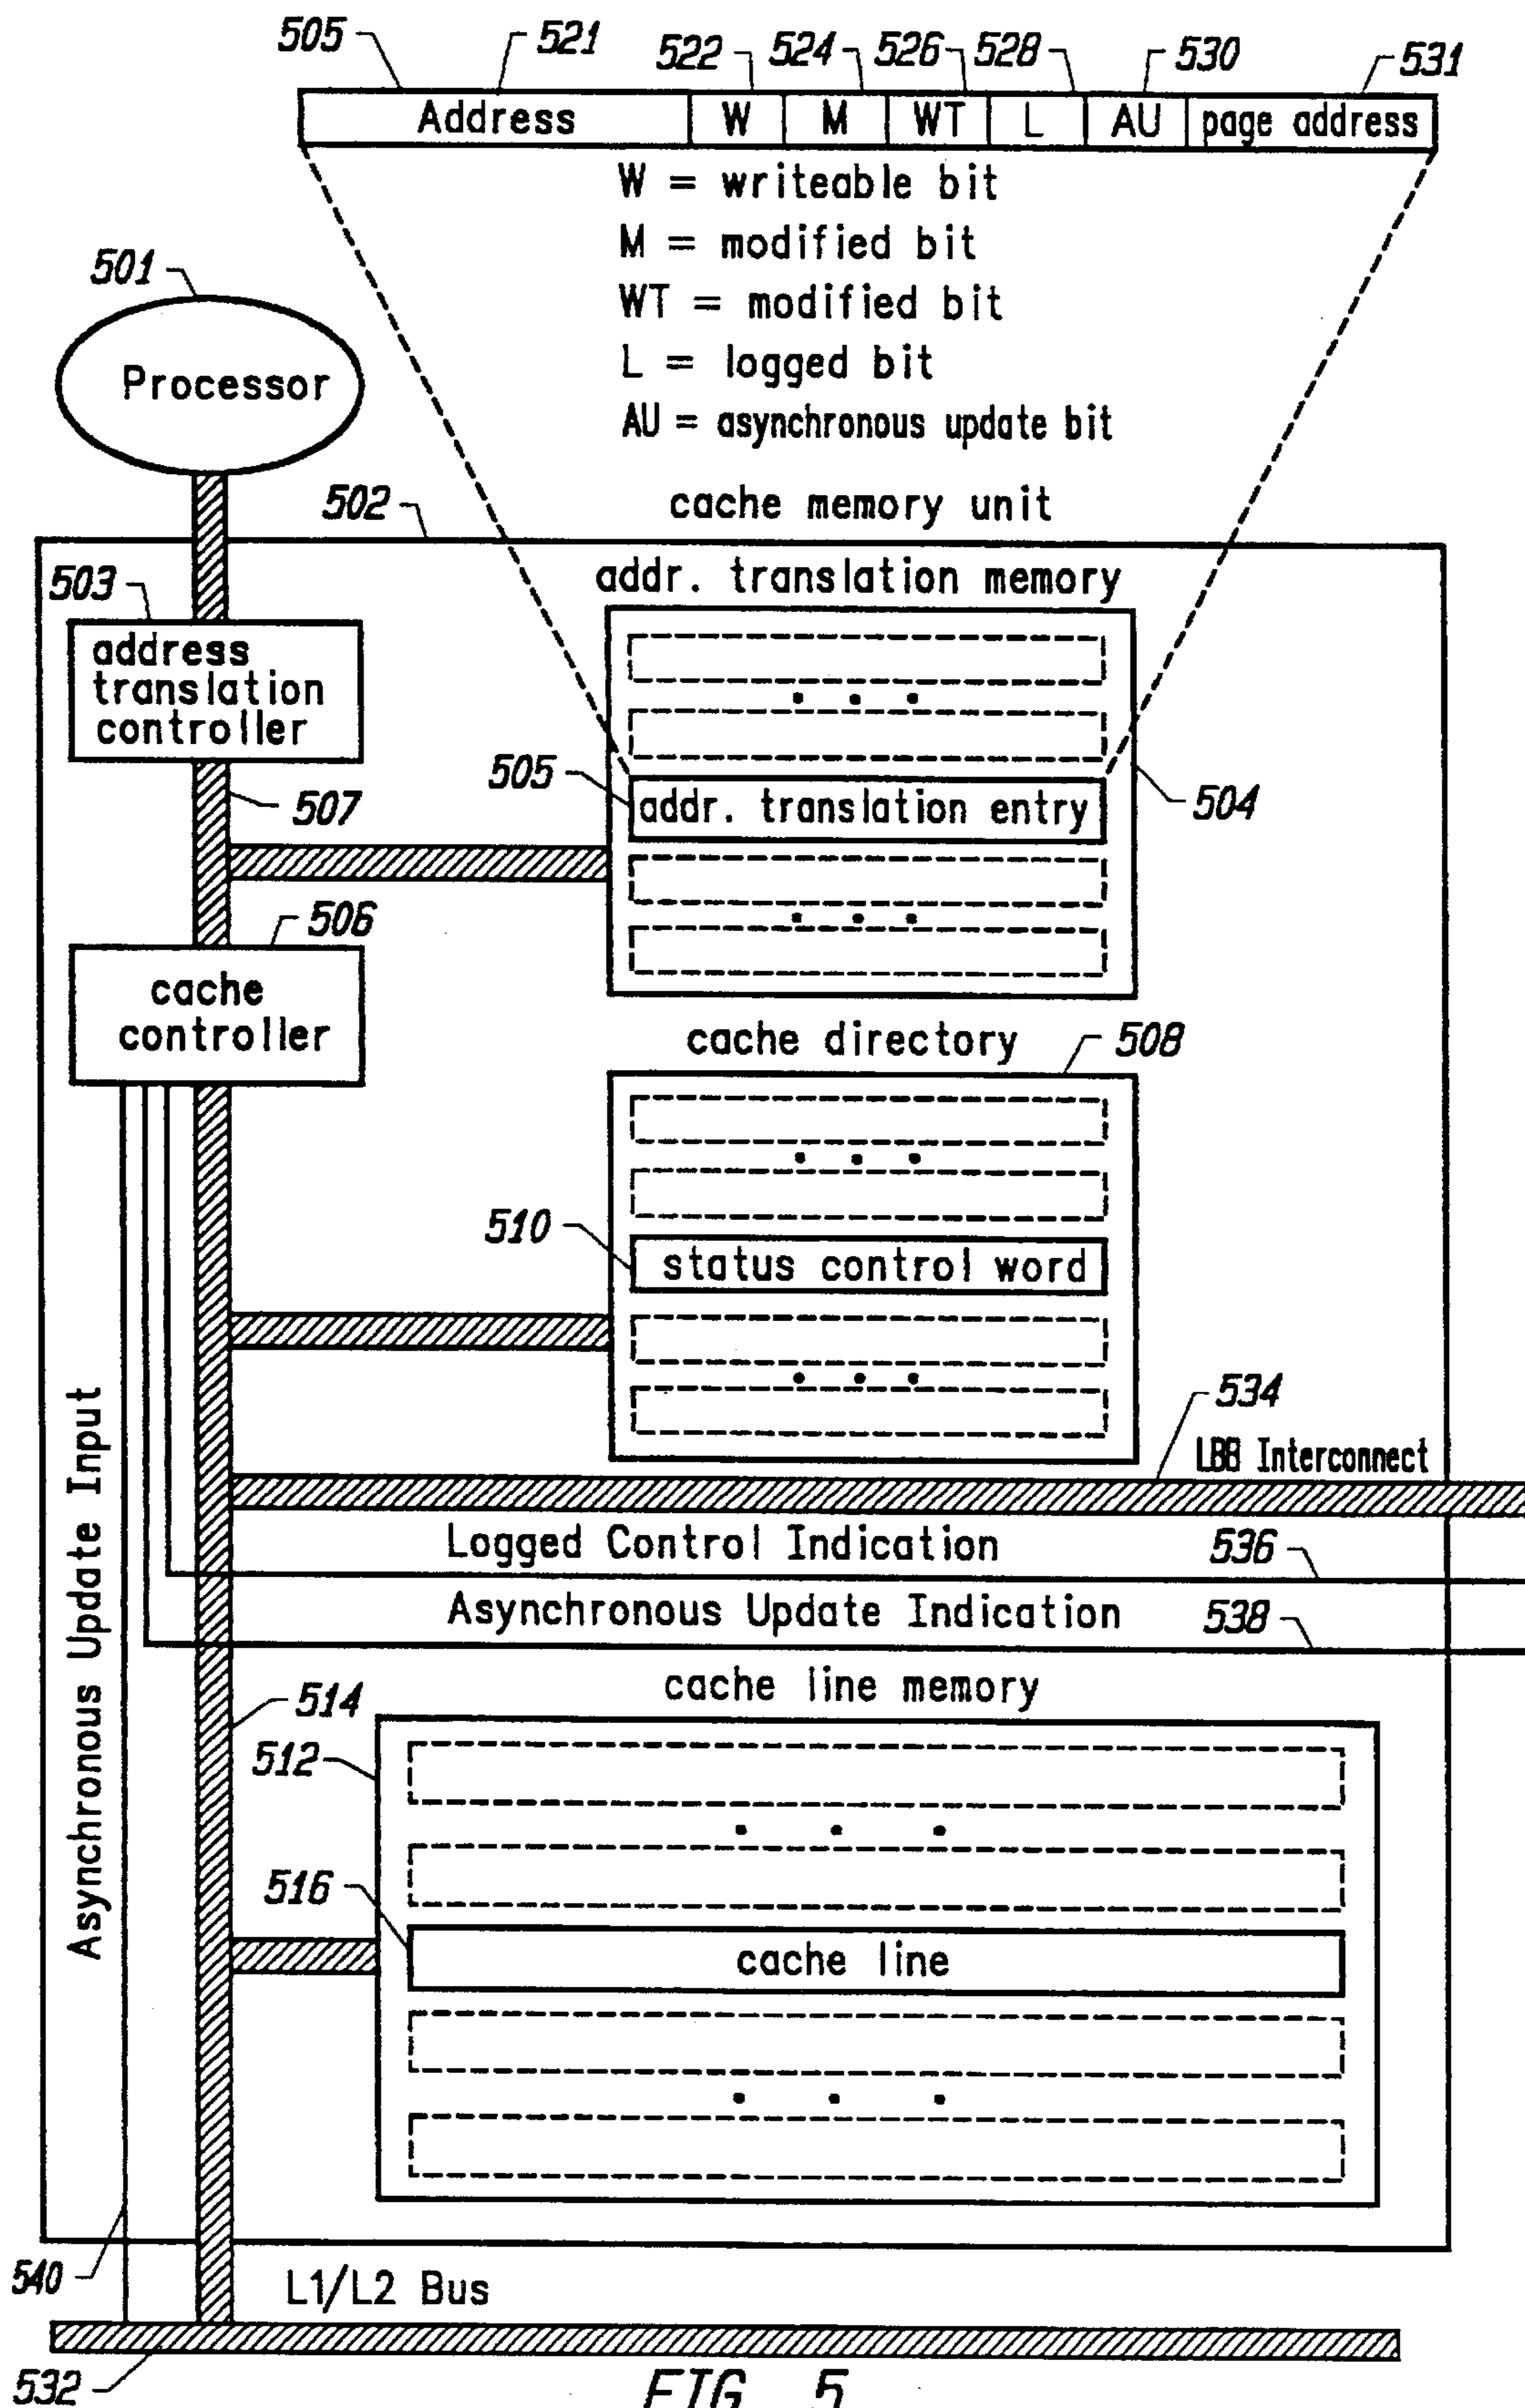 505 521 522 524 526 528 530 531
Address W M WT L AU page address
W = writeable bit
M = modified bit
WT = modified bit
L = logged bit
AU = asynchronous update bit
501
Processor
502 cache memory unit
503
addr. translation memory
address
translation
controller
505
addr. translation entry
504
507
506
cache
controller
cache directory 508
510
status control word
534
LBB Interconnect
Logged Control Indication 536
Asynchronous Update Indication 538
Asynchronous Update Input
cache line memory
514
512
516
cache line
540
L1/L2 Bus
532
FIG. 5